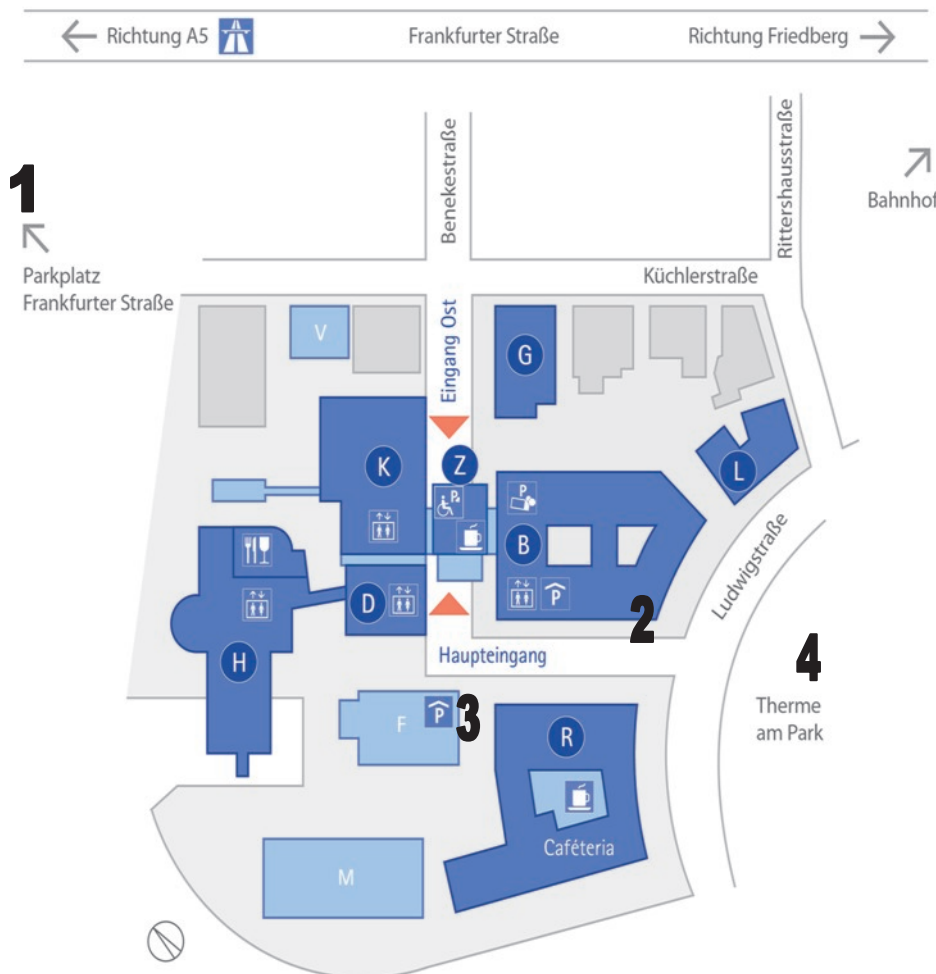 Richtung A5
Frankfurter Straße
Richtung Friedberg
Benekestraße
Rittershausstraße
1
Bahnhof
Parkplatz
Frankfurter Straße
Küchlerstraße
Eingang Ost
V
G
K
Z
L
P
P
B
Ludwigstraße
D
P
2
H
Haupteingang
4
Therme
am Park
F
P
3
R
Caféteria
M